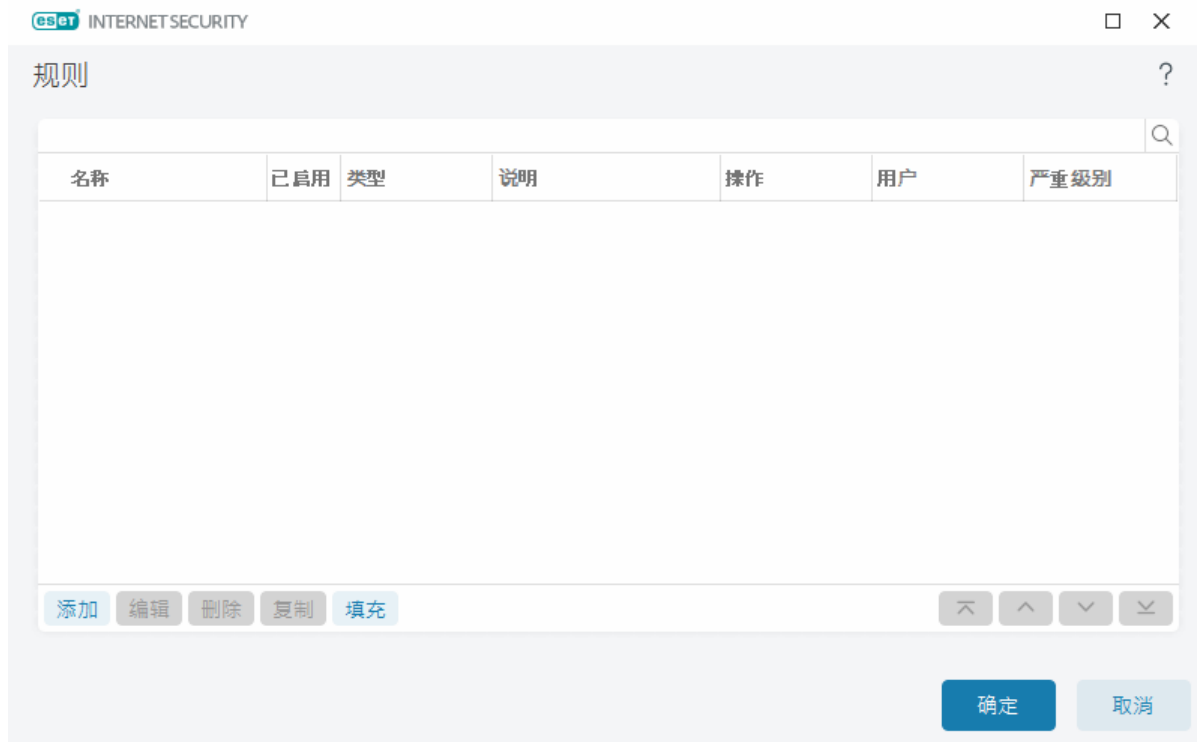 eset INTERNET SECURITY
规则
?
名称 已启用 类型 说明 操作 用户 严重级别
添加 编辑 删除 复制 填充
确定 取消